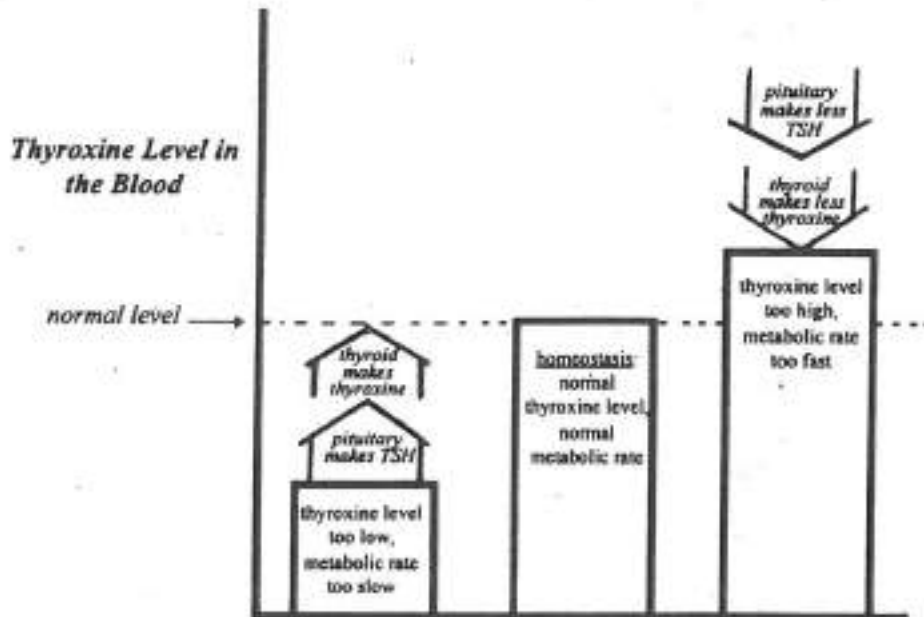 Thyroxine Level in
the Blood
normal level
thyroid
makes
thyroxine
pituitary
makes TSH
thyroxine level
too low,
metabolic rate
too slow
homeostasis
normal
thyroxine level,
normal
metabolic rate
pituitary
makes less
TSH
thyroid
makes less
thyroxine
thyroxine level
too high,
metabolic rate
too fast